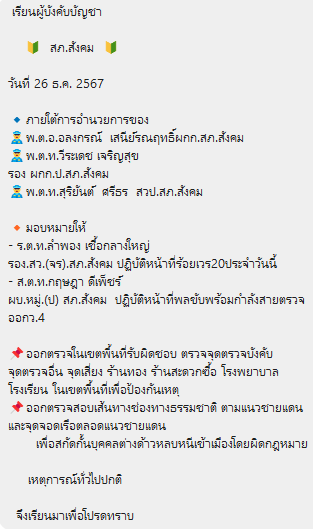 เรียนผู้บังคับบัญชา
🔰 สภ.สังคม 🔰
วันที่ 26 ธ.ค. 2567
🔹ภายใต้การอำนวยการของ
👮พ.ต.อ.อลงกรณ์ เสนีย์รณฤทธิ์ผกก.สภ.สังคม
👮พ.ต.ท.วีระเดช เจริญสุข
รอง ผกก.ป.สภ.สังคม
👮พ.ต.ท.สุริยันต์ ศรีธร สวป.สภ.สังคม
🔸มอบหมายให้
- ร.ต.ท.ลำพอง เชื้อกลางใหญ่
รอง.สว.(จร).สภ.สังคม ปฏิบัติหน้าที่ร้อยเวร20ประจำวันนี้
- ส.ต.ท.กฤษฎา ดีเพ็ชร์
ผบ.หมู่.(ป) สภ.สังคม ปฏิบัติหน้าที่พลขับพร้อมกำลังสายตรวจ
ออกว.4
📌ออกตรวจในเขตพื้นที่รับผิดชอบ ตรวจจุดตรวจบังคับ
จุดตรวจอื่น จุดเสี่ยง ร้านทอง ร้านสะดวกซื้อ โรงพยาบาล
โรงเรียน ในเขตพื้นที่เพื่อป้องกันเหตุ
📌ออกตรวจสอบเส้นทางช่องทางธรรมชาติ ตามแนวชายแดน
และจุดจอดเรือตลอดแนวชายแดน
เพื่อสกัดกั้นบุคคลต่างด้าวหลบหนีเข้าเมืองโดยผิดกฎหมาย
เหตุการณ์ทั่วไปปกติ
จึงเรียนมาเพื่อโปรดทราบ